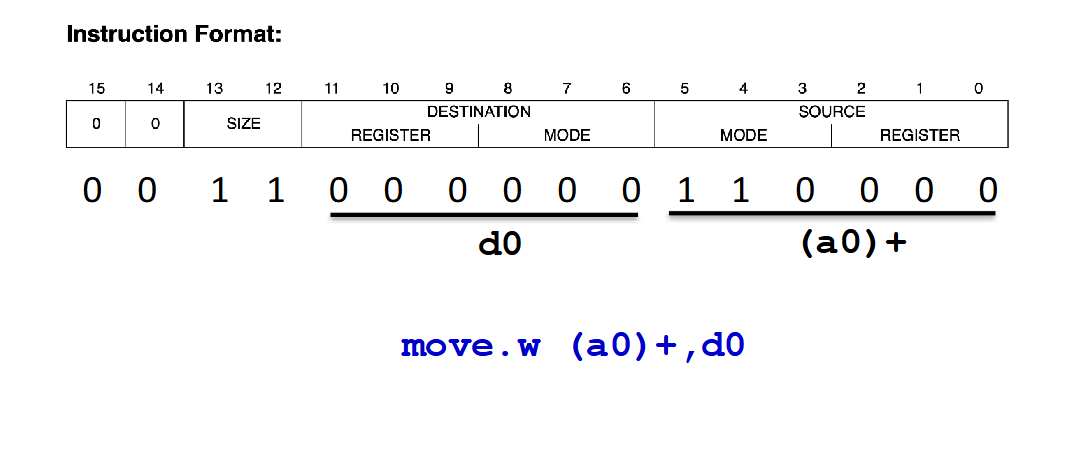 Instruction Format:
15 14 13 12 11 10 9 8 7 6 5 4 3 2 1 0
0 0 SIZE DESTINATION SOURCE
REGISTER MODE MODE REGISTER
0 0 1 1 0 0 0 0 0 0 1 1 0 0 0 0
d0 (a0)+
move.w (a0)+,d0